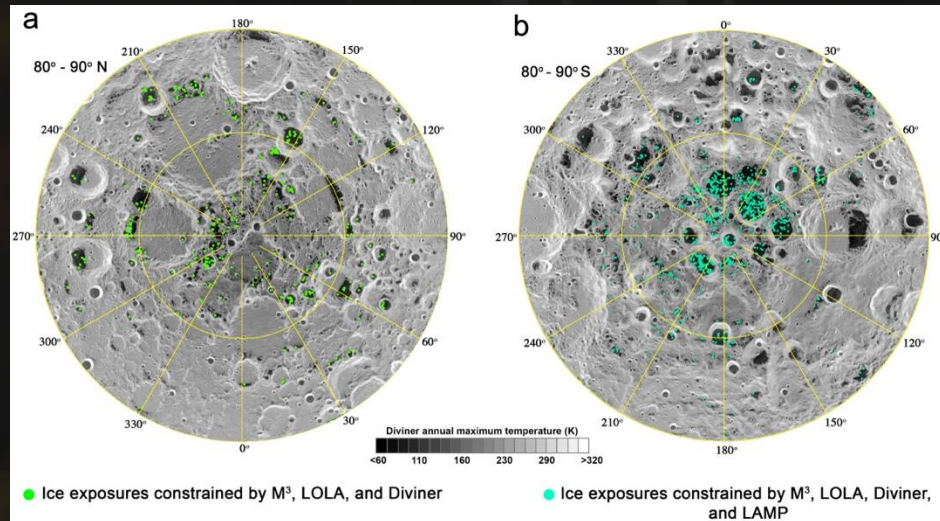 a
180°
210°
150°
80° - 90° N
240°
120°
270°
90°
300°
60°
330°
30°
0°
b
0°
330°
30°
80° - 90° S
300°
60°
270°
90°
240°
120°
150°
180°
Diviner annual maximum temperature (K)
<60 110 160 230 290 >320
Ice exposures constrained by M³, LOLA, and Diviner
Ice exposures constrained by M³, LOLA, Diviner,
and LAMP